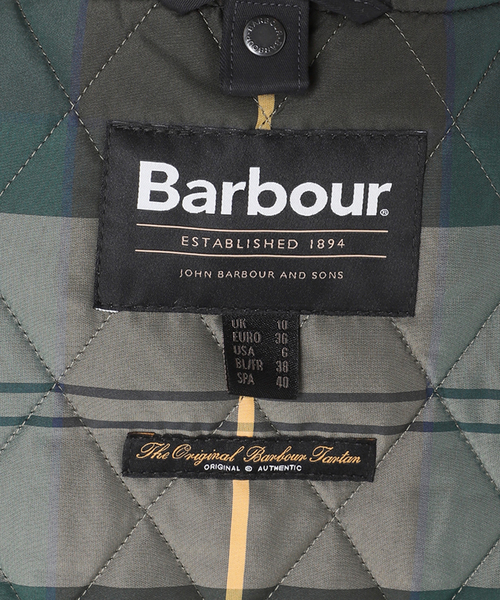 Barbour®
ESTABLISHED 1894
JOHN BARBOUR AND SONS
UK 10
EURO 36
USA 6
BL/FR 38
SPA 40
The Original Barbour Tartan
ORIGINAL © AUTHENTIC